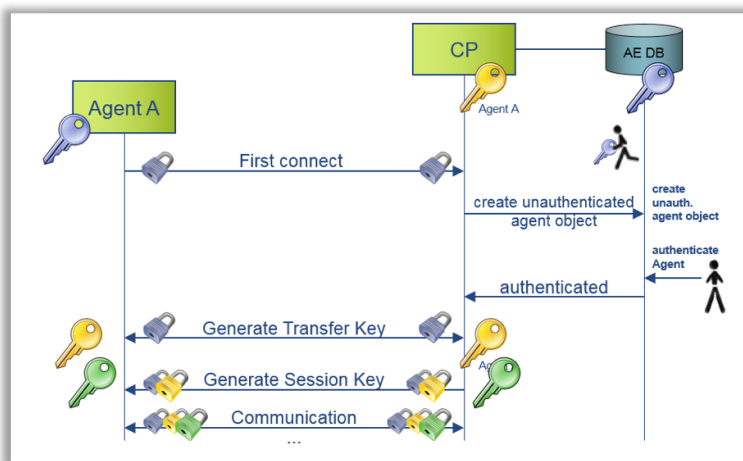 CP
AE DB
Agent A
Agent A
First connect
create unauthenticated
agent object
create
unauth.
agent object
authenticate
Agent
authenticated
Generate Transfer Key
Generate Session Key
Communication
...